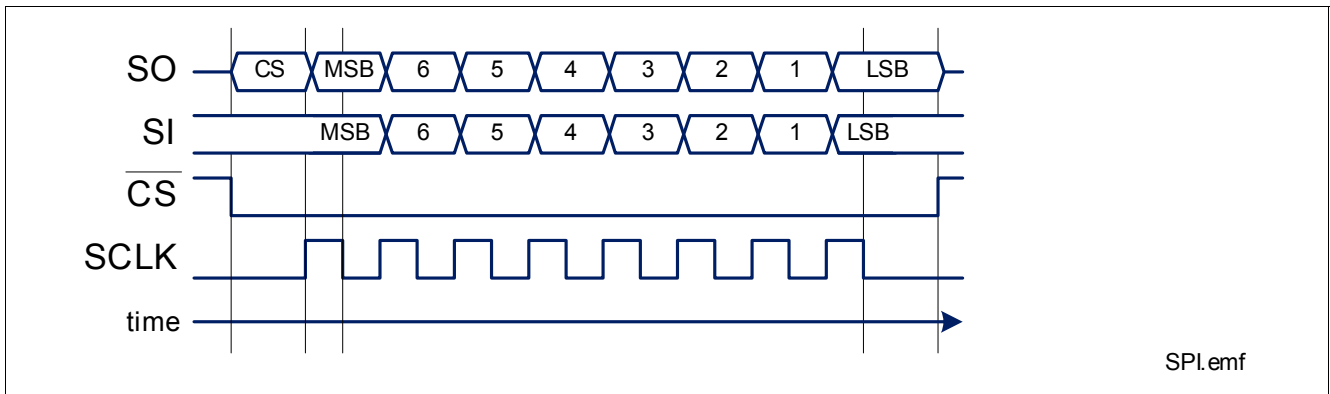 SO CS MSB 6 5 4 3 2 1 LSB
SI MSB 6 5 4 3 2 1 LSB
CS
SCLK
time
SPI.emf